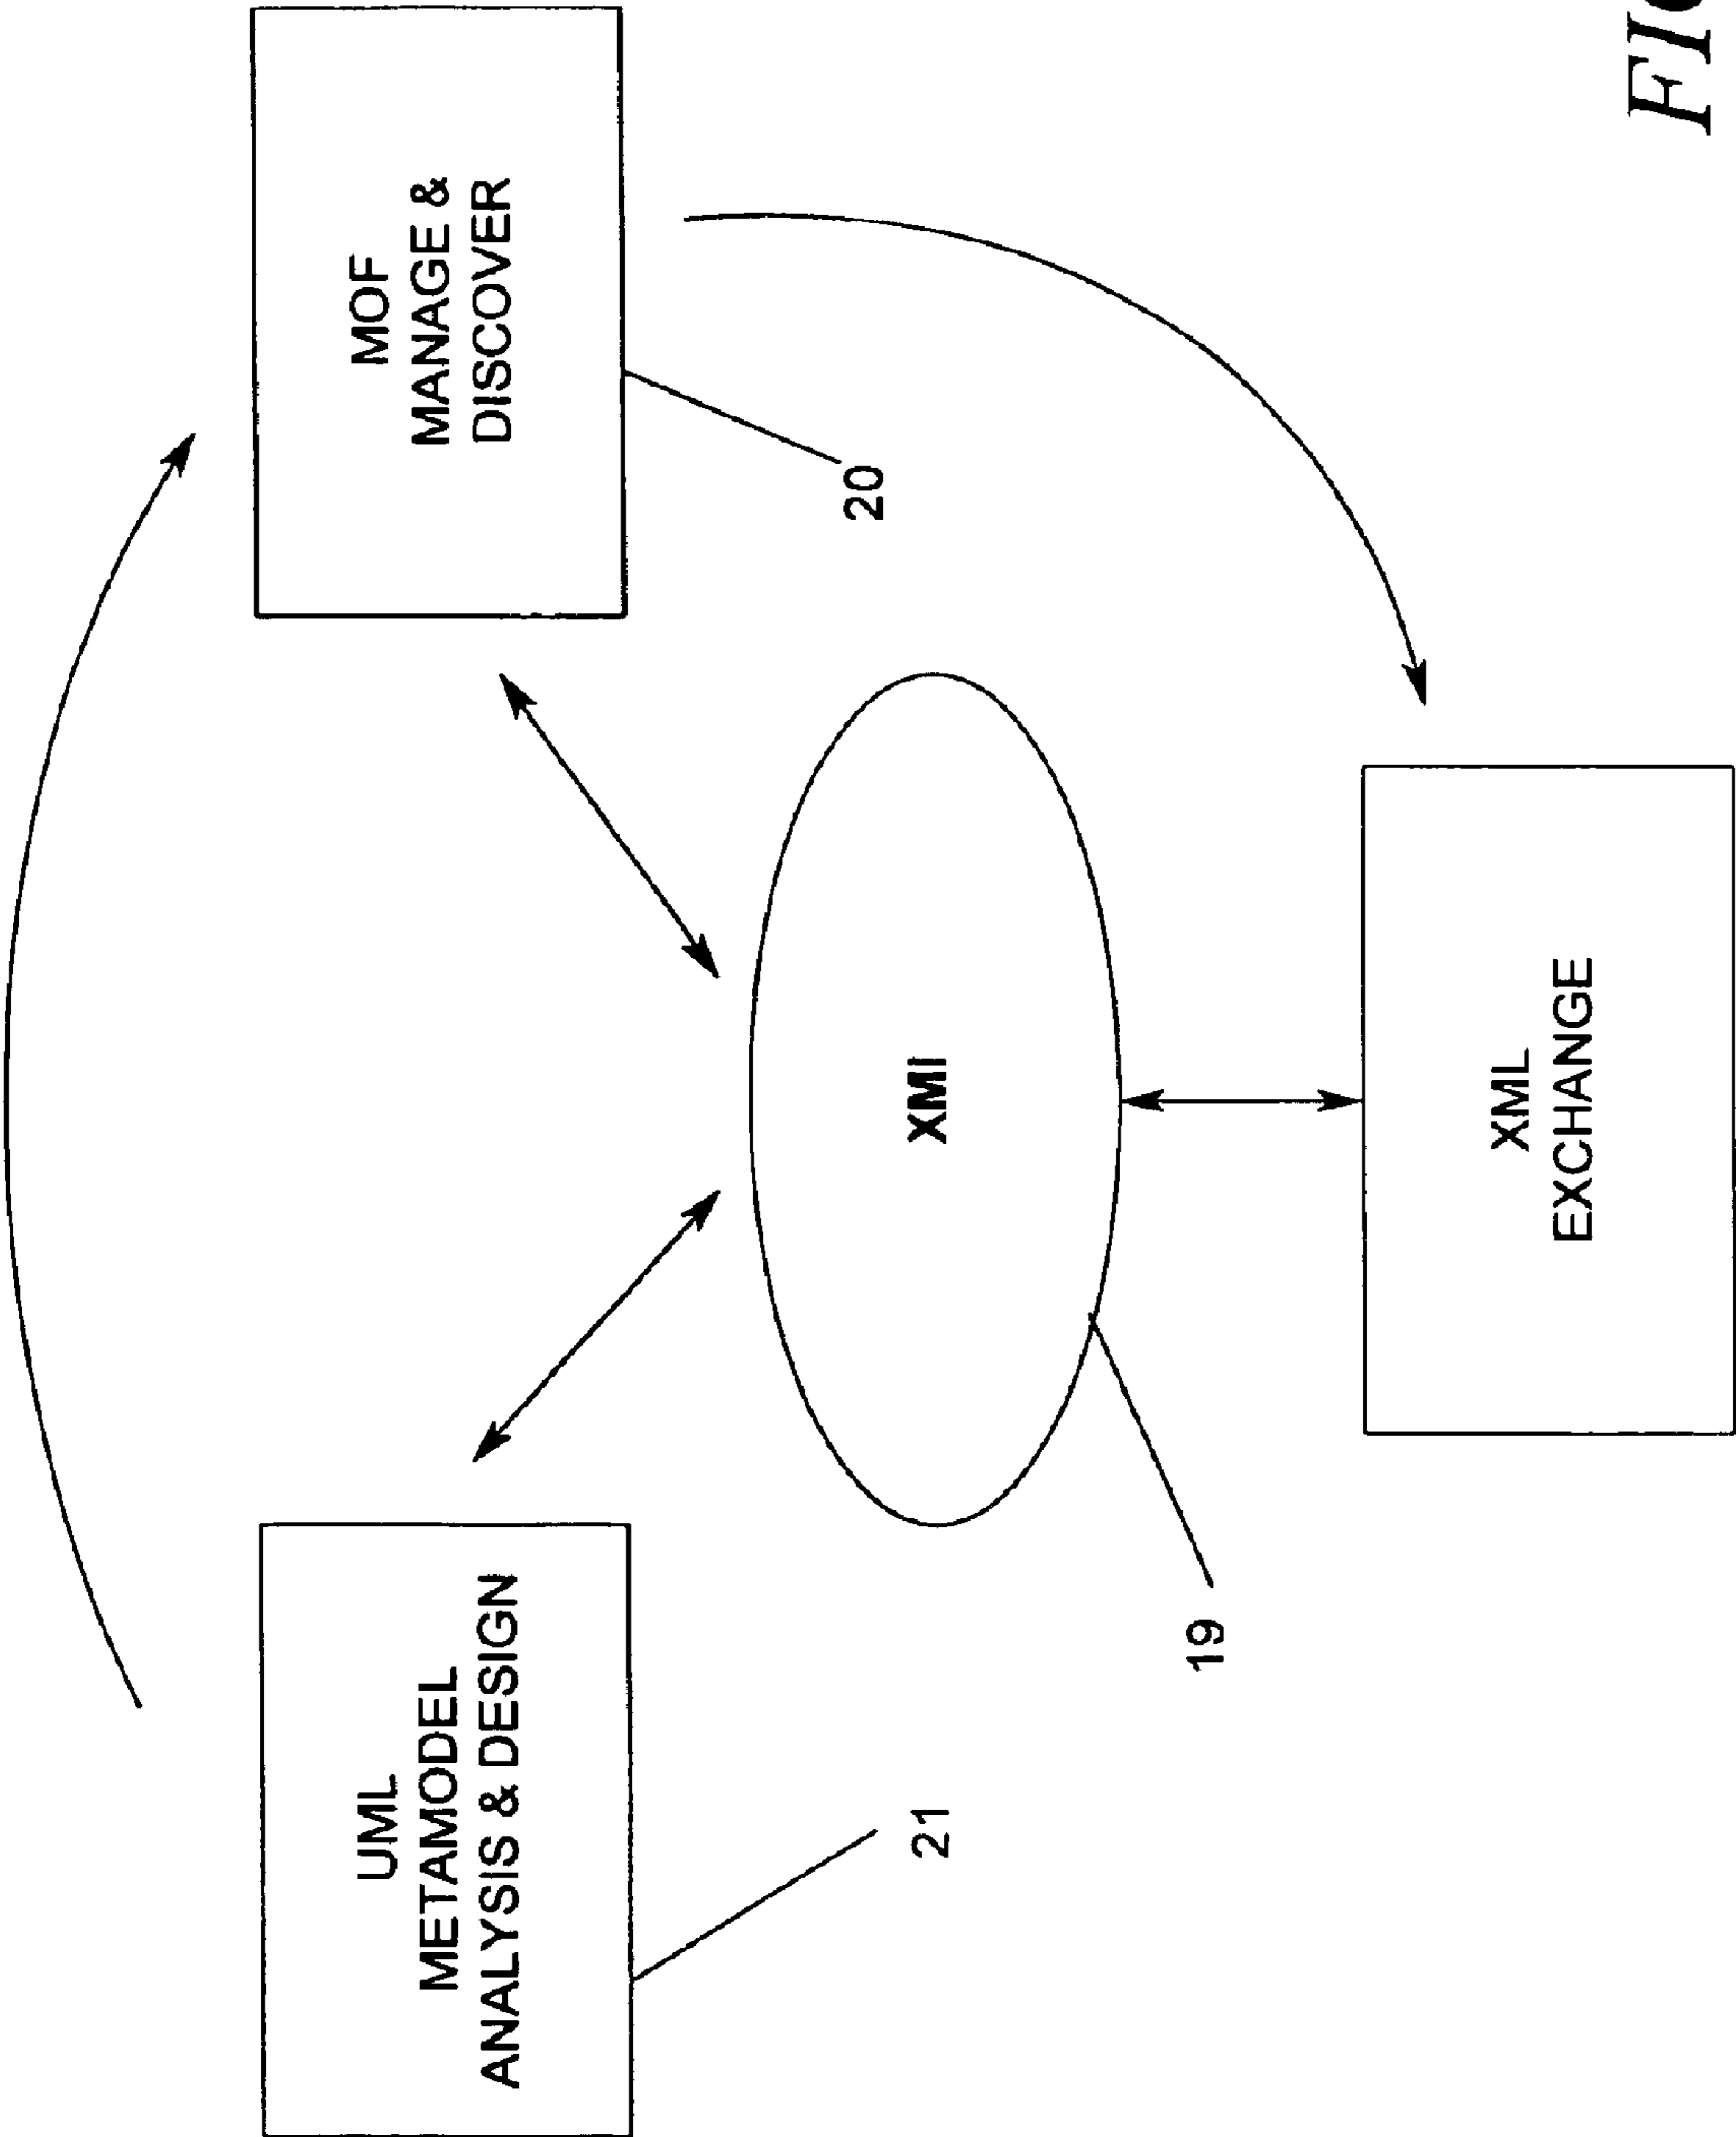 UML
METAMODEL
ANALYSIS & DESIGN
21
MOF
MANAGE &
DISCOVER
20
XMI
19
XML
EXCHANGE